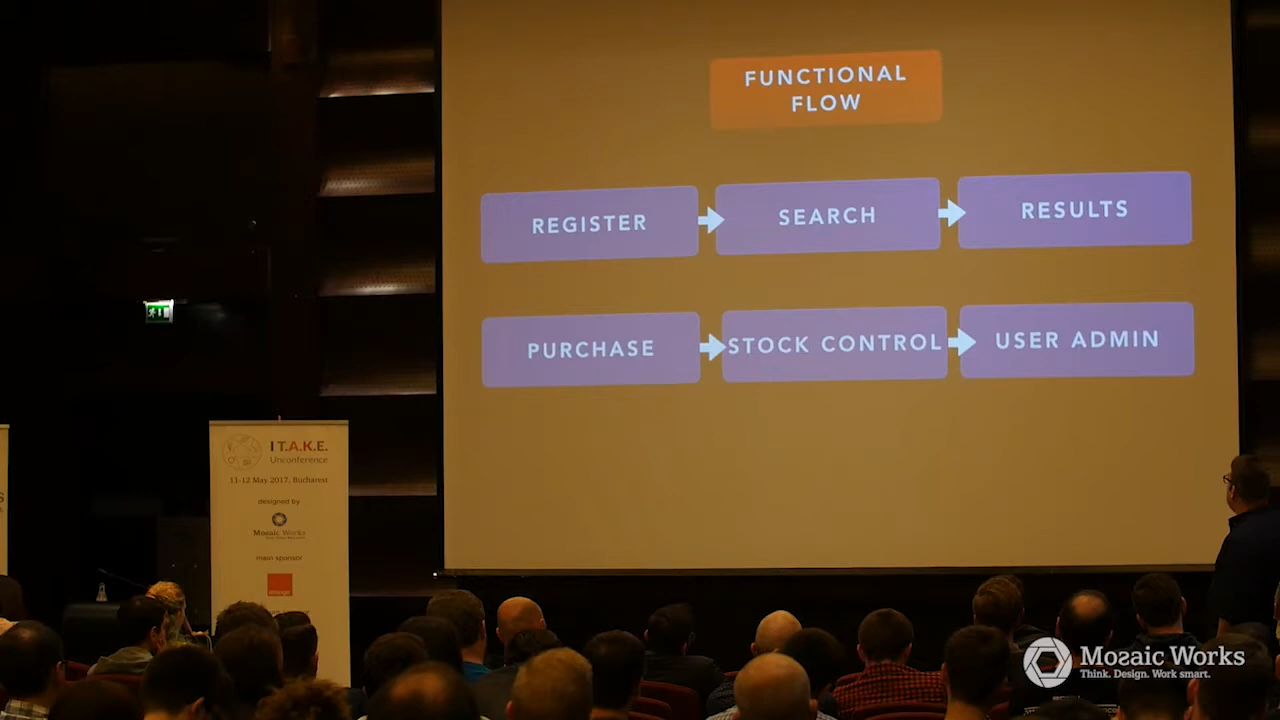 FUNCTIONAL
FLOW
REGISTER
SEARCH
RESULTS
PURCHASE
STOCK CONTROL
USER ADMIN
I T.A.K.E.
Unconference
11-12 May 2017, Bucharest
designed by
Mozaic Works
main sponsor
orange
Mozaic Works
Think. Design. Work smart.